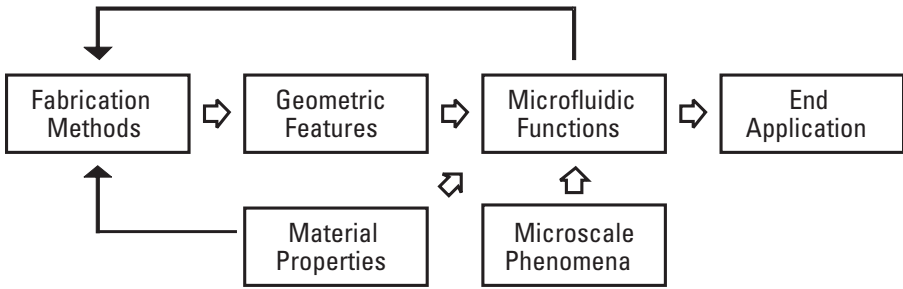 Fabrication
Methods
Geometric
Features
Microfluidic
Functions
End
Application
Material
Properties
Microscale
Phenomena